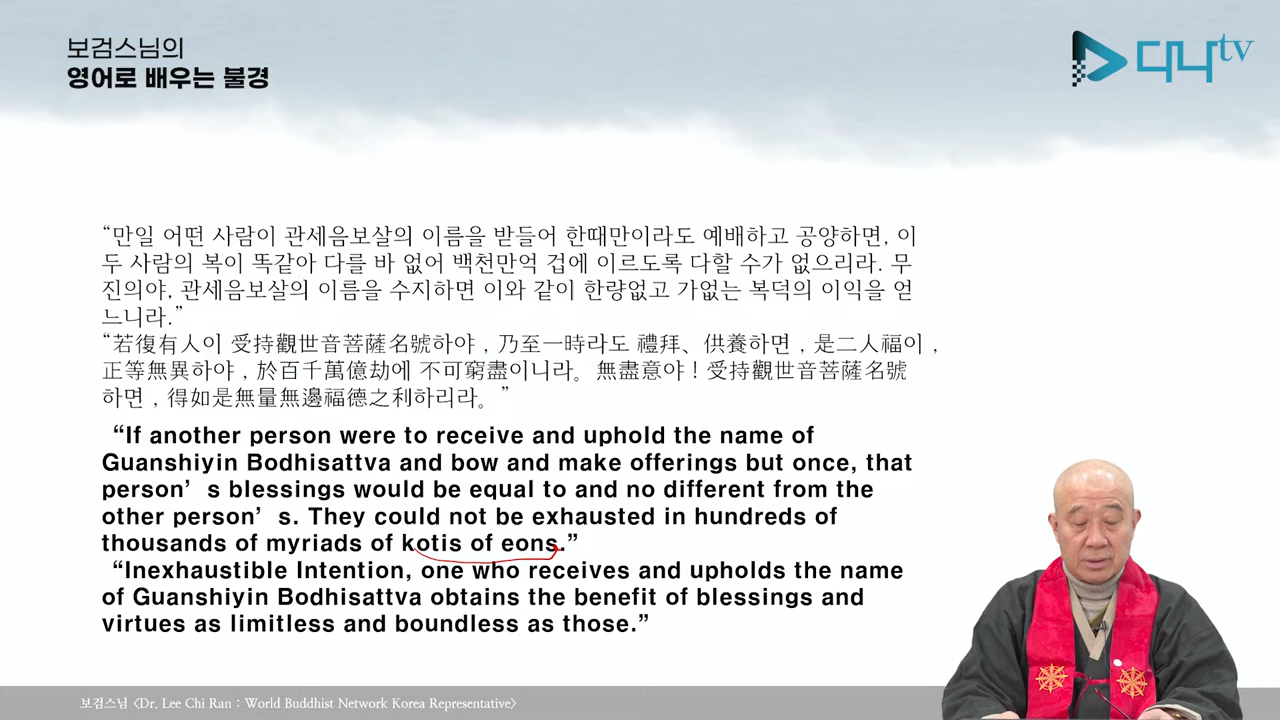 보검스님의
영어로 배우는 불경
디나tv
“만일 어떤 사람이 관세음보살의 이름을 받들어 한때만이라도 예배하고 공양하면, 이
두 사람의 복이 똑같아 다를 바 없어 백천만억 겁에 이르도록 다할 수가 없으리라. 무
진의야, 관세음보살의 이름을 수지하면 이와 같이 한량없고 가없는 복덕의 이익을 얻
느니라.”
“若復有人이 受持觀世音菩薩名號하야 , 乃至一時라도 禮拜、供養하면 , 是二人福이 ,
正等無異하야 , 於百千萬億劫에 不可窮盡이니라。無盡意야 ! 受持觀世音菩薩名號
하면 , 得如是無量無邊福德之利하리라。”
“If another person were to receive and uphold the name of
Guanshiyin Bodhisattva and bow and make offerings but once, that
person’s blessings would be equal to and no different from the
other person’s. They could not be exhausted in hundreds of
thousands of myriads of kotis of eons.”
“Inexhaustible Intention, one who receives and upholds the name
of Guanshiyin Bodhisattva obtains the benefit of blessings and
virtues as limitless and boundless as those.”
보검스님 〈Dr. Lee Chi Ran : World Buddhist Network Korea Representative〉